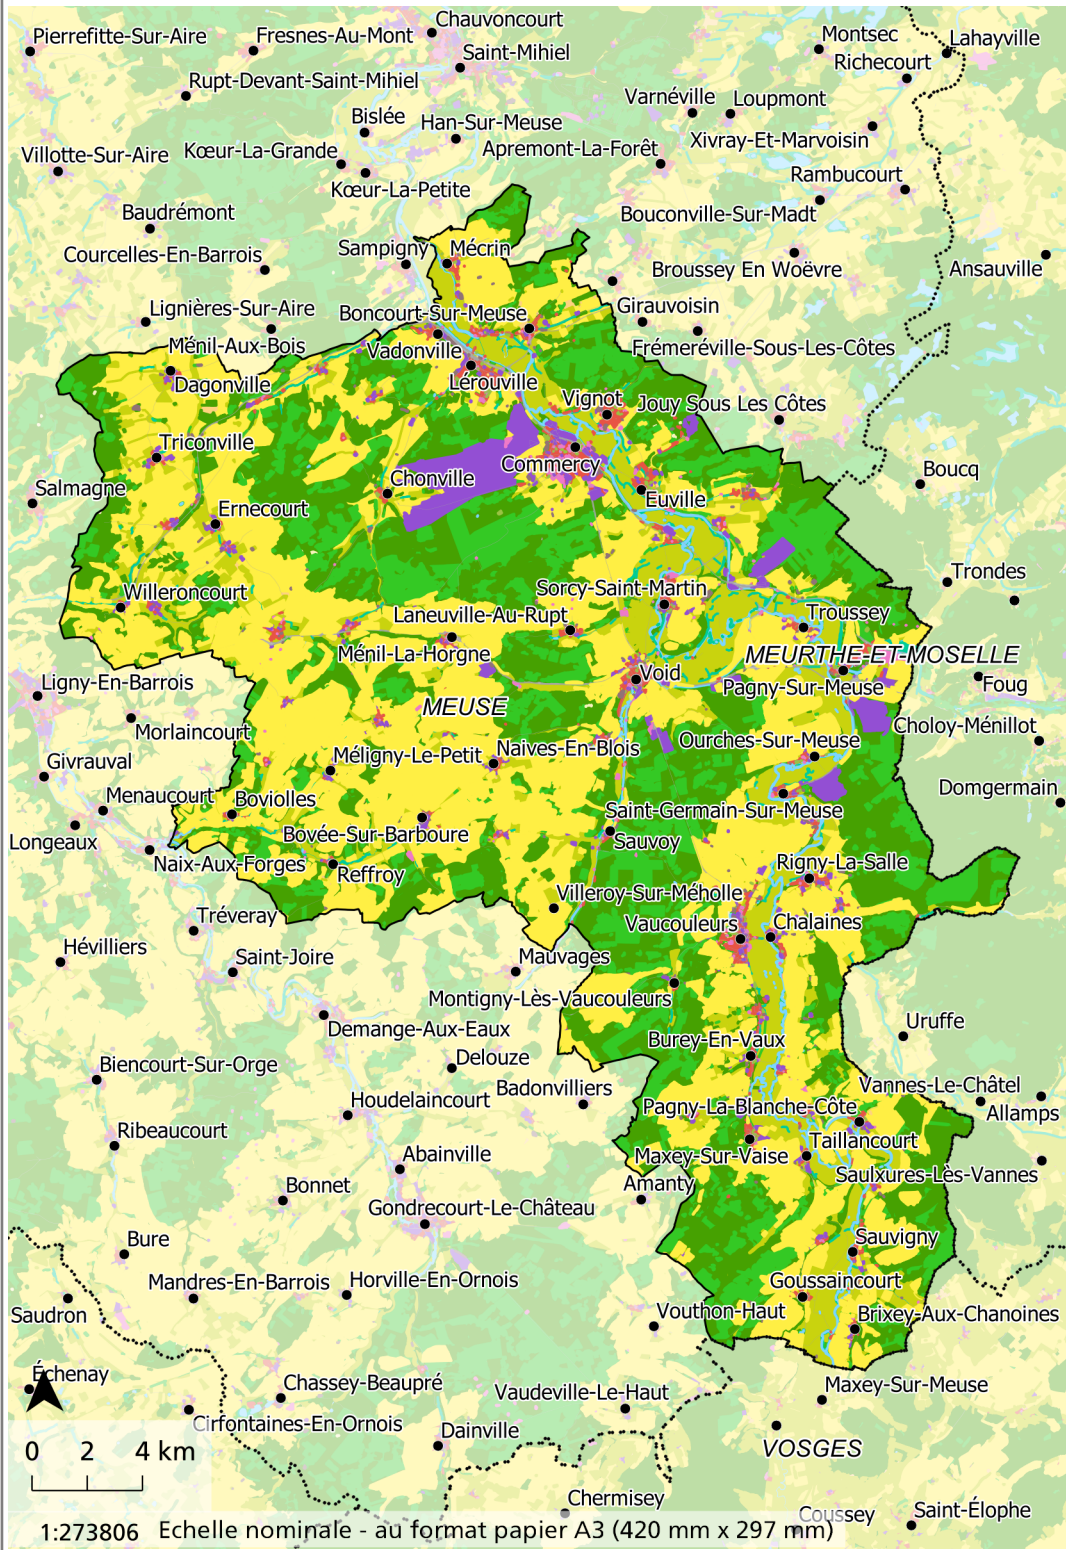 Chauvoncourt
Pierrefitte-Sur-Aire
Fresnes-Au-Mont
Montsec
Lahayville
Saint-Mihiel
Richecourt
Rupt-Devant-Saint-Mihiel
Varnéville
Loupmont
Bislée
Han-Sur-Meuse
Xivray-Et-Marvoisin
Villotte-Sur-Aire
Kœur-La-Grande
Apremont-La-Forêt
Rambucourt
Kœur-La-Petite
Baudrémont
Bouconville-Sur-Madt
Sampigny
Mécrin
Courcelles-En-Barrois
Broussey En Woëvre
Ansauville
Lignières-Sur-Aire
Boncourt-Sur-Meuse
Girauvoisin
Ménil-Aux-Bois
Vadonville
Frémeréville-Sous-Les-Côtes
Dagonville
Lérouville
Vignot
Jouy Sous Les Côtes
Triconville
Commercy
Boucq
Chonville
Salmagne
Euville
Ernecourt
Trondes
Willeroncourt
Sorcy-Saint-Martin
Laneuville-Au-Rupt
Troussey
Ménil-La-Horgne
MEURTHE-ET-MOSELLE
Void
Ligny-En-Barrois
Pagny-Sur-Meuse
Foug
MEUSE
Morlaincourt
Choloy-Ménillot
Ourches-Sur-Meuse
Naives-En-Blois
Givrauval
Méligny-Le-Petit
Domgermain
Menaucourt
Boviolles
Saint-Germain-Sur-Meuse
Longeaux
Bovée-Sur-Barboure
Sauvoy
Naix-Aux-Forges
Rigny-La-Salle
Reffroy
Villeroy-Sur-Méholle
Tréveray
Vaucouleurs
Chalaines
Hévilliers
Saint-Joire
Mauvages
Montigny-Lès-Vaucouleurs
Demange-Aux-Eaux
Uruffe
Burey-En-Vaux
Delouze
Biencourt-Sur-Orge
Badonvilliers
Vannes-Le-Châtel
Houdelaincourt
Pagny-La-Blanche-Côte
Allamps
Ribeaucourt
Taillancourt
Abainville
Maxey-Sur-Vaise
Saulxures-Lès-Vannes
Bonnet
Amanty
Gondrecourt-Le-Château
Bure
Sauvigny
Mandres-En-Barrois
Horville-En-Ornois
Goussaincourt
Saudron
Vouthon-Haut
Brixey-Aux-Chanoines
Échenay
Chassey-Beaupré
Vaudeville-Le-Haut
Maxey-Sur-Meuse
Cirfontaines-En-Ornois
Dainville
0 2 4 km
VOSGES
Chermisey
Coussey
Saint-Élophe
1:273806 Echelle nominale - au format papier A3 (420 mm x 297 mm)